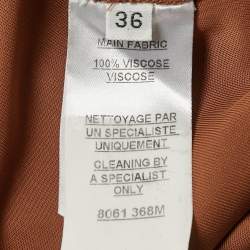 36
MAIN FABRIC
100% VISCOSE
VISCOSE
NETTOYAGE PAR
UN SPECIALISTE
UNIQUEMENT
CLEANING BY
A SPECIALIST
ONLY
8061 368M